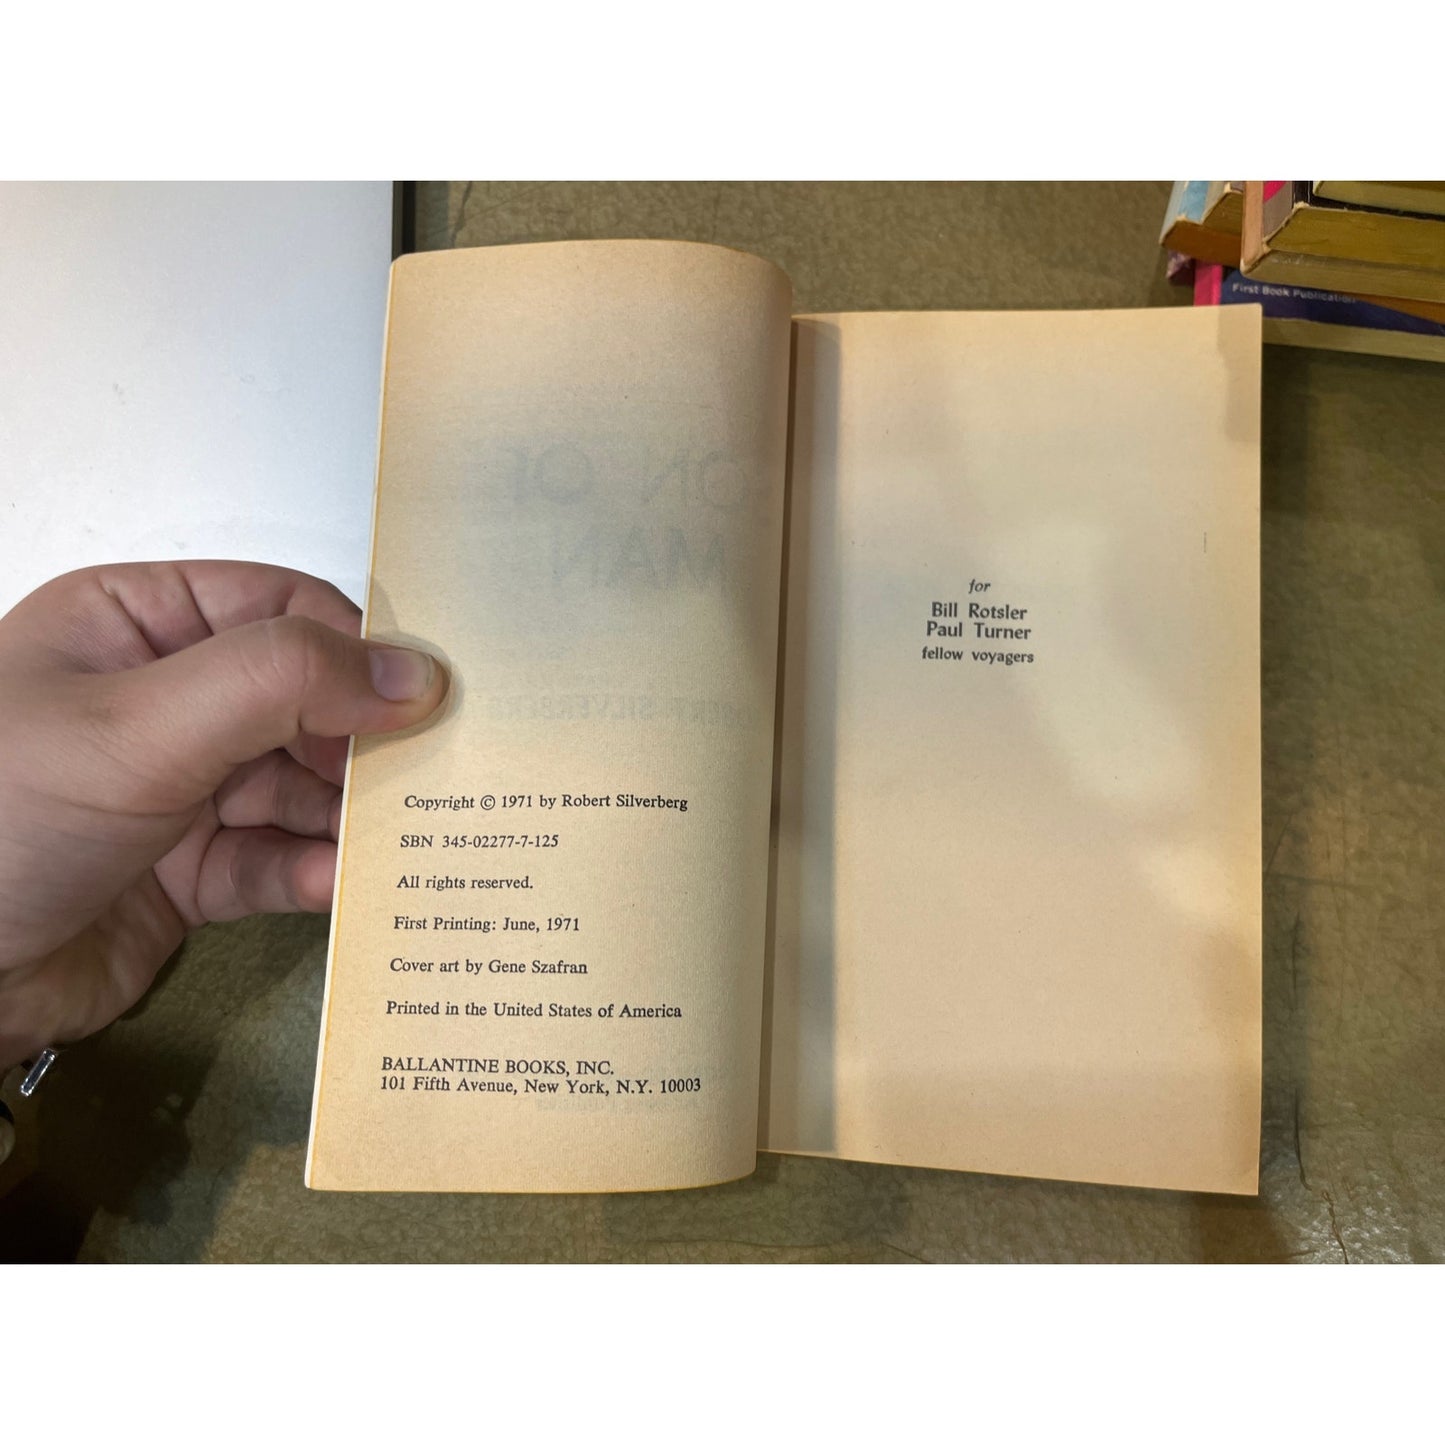 Copyright © 1971 by Robert Silverberg
SBN 345-02277-7-125
All rights reserved.
First Printing: June, 1971
Cover art by Gene Szafran
Printed in the United States of America
BALLANTINE BOOKS, INC.
101 Fifth Avenue, New York, N.Y. 10003
for
Bill Rotsler
Paul Turner
fellow voyagers
First Book Publication